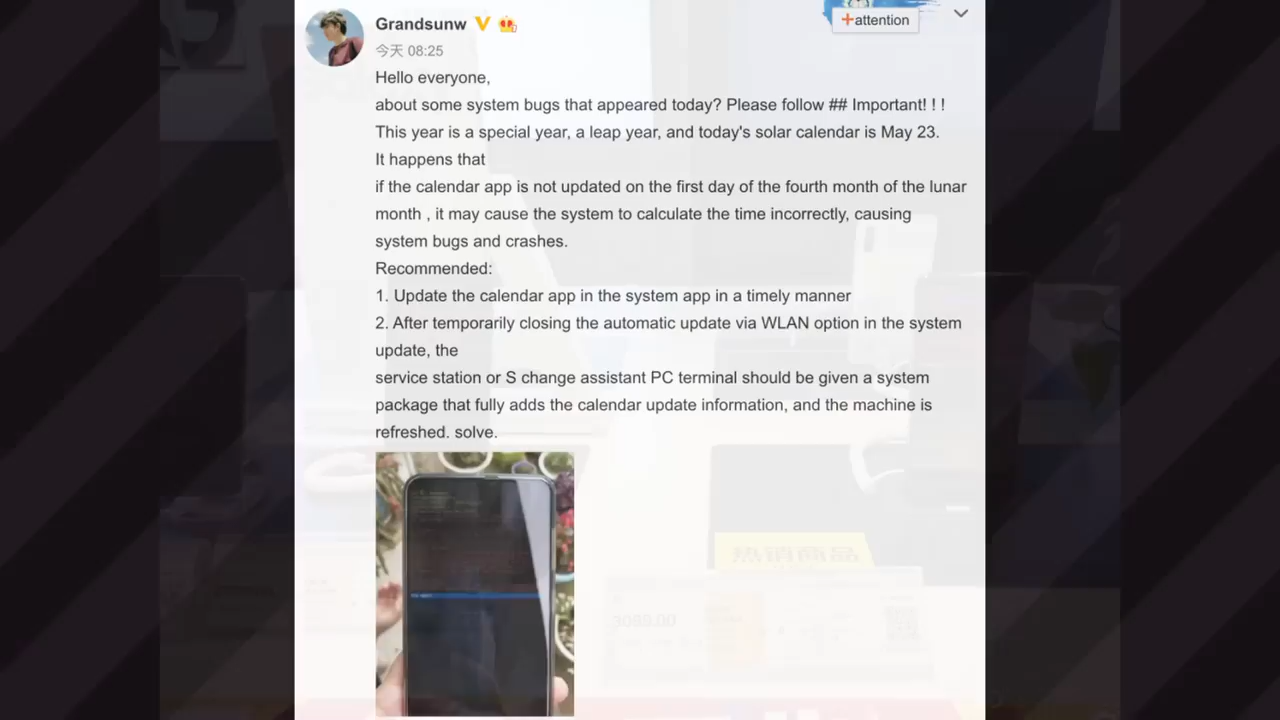 Grandsunw
+attention
今天 08:25
Hello everyone,
about some system bugs that appeared today? Please follow ## Important! ! !
This year is a special year, a leap year, and today's solar calendar is May 23.
It happens that
if the calendar app is not updated on the first day of the fourth month of the lunar
month , it may cause the system to calculate the time incorrectly, causing
system bugs and crashes.
Recommended:
1. Update the calendar app in the system app in a timely manner
2. After temporarily closing the automatic update via WLAN option in the system
update, the
service station or S change assistant PC terminal should be given a system
package that fully adds the calendar update information, and the machine is
refreshed. solve.
3099.00